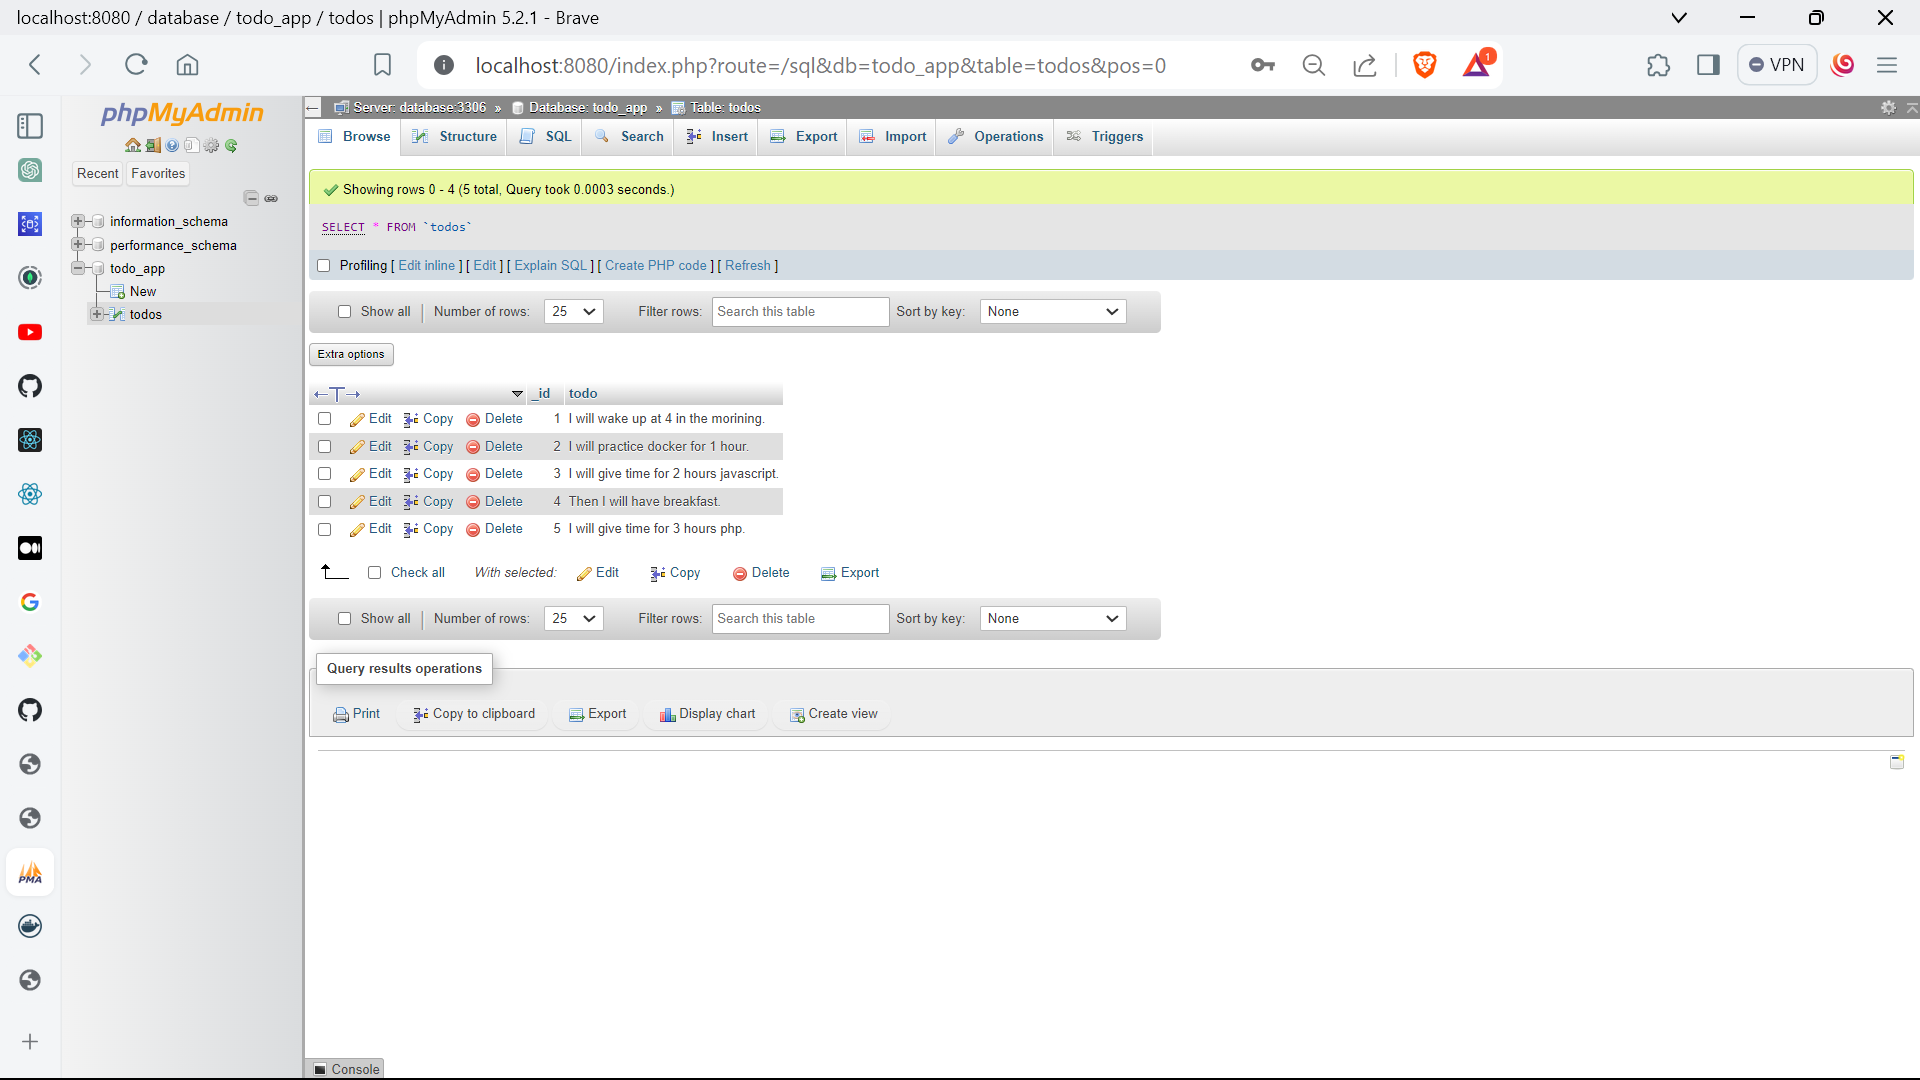 localhost:8080 / database / todo_app / todos | phpMyAdmin 5.2.1 - Brave
localhost:8080/index.php?route=/sql&db=todo_app&table=todos&pos=0
1
VPN
phpMyAdmin
Server: database:3306 » Database: todo_app » Table: todos
Browse Structure SQL Search Insert Export Import Operations Triggers
Recent Favorites
information_schema
performance_schema
todo_app
New
todos
Showing rows 0 - 4 (5 total, Query took 0.0003 seconds.)
SELECT * FROM `todos`
Profiling [ Edit inline ] [ Edit ] [ Explain SQL ] [ Create PHP code ] [ Refresh ]
Show all Number of rows: 25 Filter rows: Search this table Sort by key: None
Extra options
_id todo
Edit Copy Delete 1 I will wake up at 4 in the morining.
Edit Copy Delete 2 I will practice docker for 1 hour.
Edit Copy Delete 3 I will give time for 2 hours javascript.
Edit Copy Delete 4 Then I will have breakfast.
Edit Copy Delete 5 I will give time for 3 hours php.
Check all With selected: Edit Copy Delete Export
Show all Number of rows: 25 Filter rows: Search this table Sort by key: None
Query results operations
Print Copy to clipboard Export Display chart Create view
PMA
Console